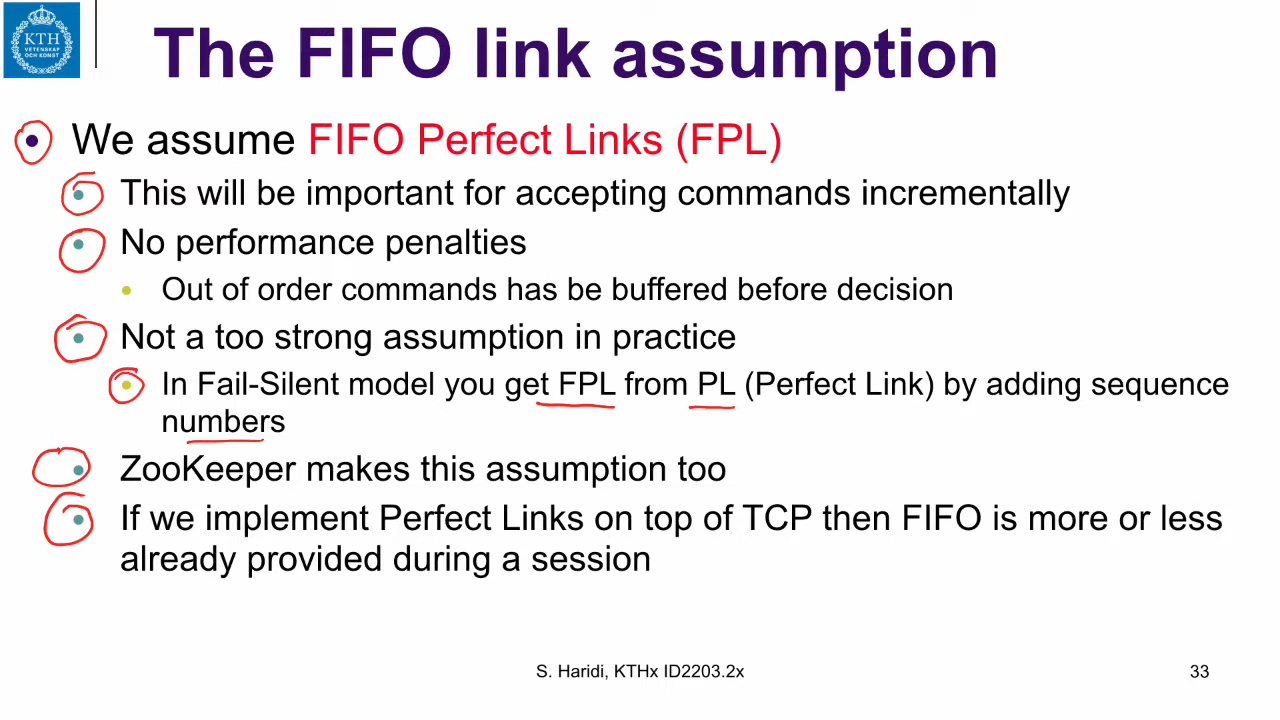 KTH
VETENSKAP
OCH KONST
The FIFO link assumption
We assume FIFO Perfect Links (FPL)
This will be important for accepting commands incrementally
No performance penalties
Out of order commands has be buffered before decision
Not a too strong assumption in practice
In Fail-Silent model you get FPL from PL (Perfect Link) by adding sequence
numbers
ZooKeeper makes this assumption too
If we implement Perfect Links on top of TCP then FIFO is more or less
already provided during a session
S. Haridi, KTHx ID2203.2x
33